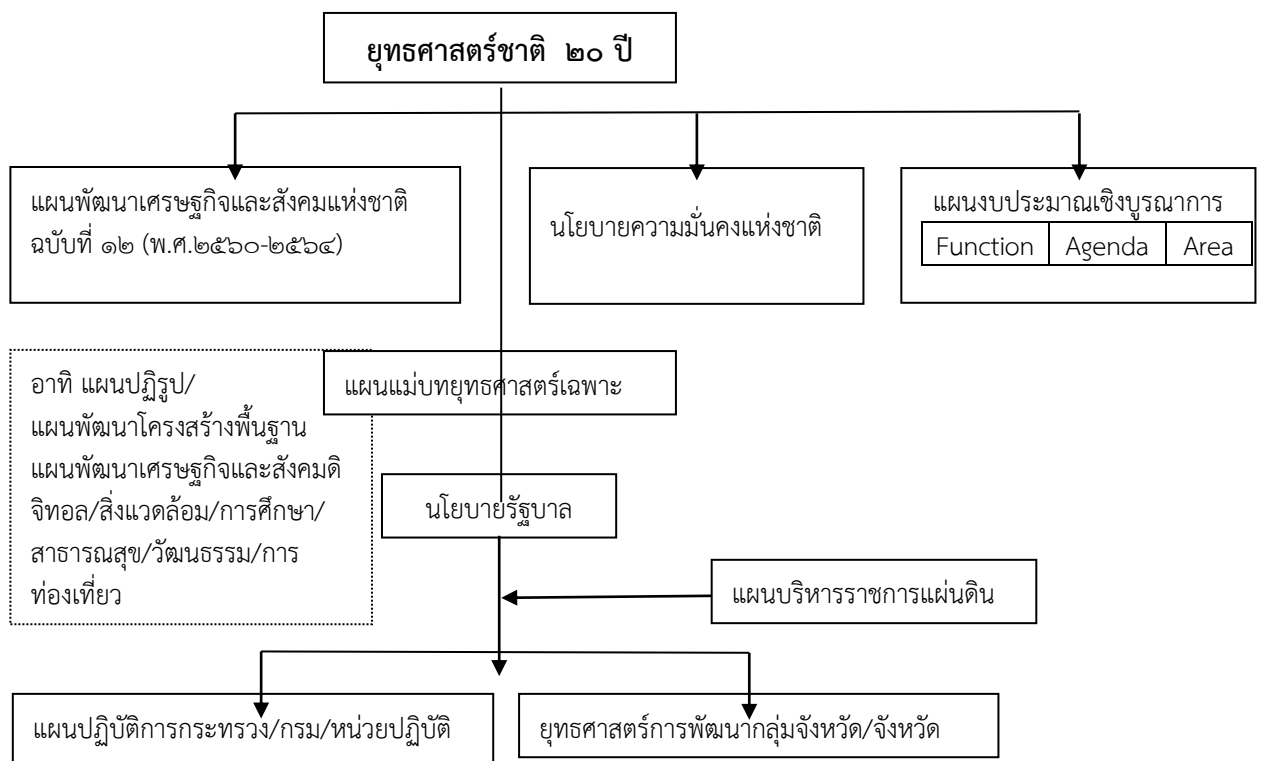 ยุทธศาสตร์ชาติ ๒๐ ปี
แผนพัฒนาเศรษฐกิจและสังคมแห่งชาติ
ฉบับที่ ๑๒ (พ.ศ.๒๕๖๐-๒๕๖๔)
นโยบายความมั่นคงแห่งชาติ
แผนงบประมาณเชิงบูรณาการ
Function Agenda Area
อาทิ แผนปฏิรูป/
แผนพัฒนาโครงสร้างพื้นฐาน
แผนพัฒนาเศรษฐกิจและสังคมดิ
จิทอล/สิ่งแวดล้อม/การศึกษา/
สาธารณสุข/วัฒนธรรม/การ
ท่องเที่ยว
แผนแม่บทยุทธศาสตร์เฉพาะ
นโยบายรัฐบาล
แผนบริหารราชการแผ่นดิน
แผนปฏิบัติการกระทรวง/กรม/หน่วยปฏิบัติ
ยุทธศาสตร์การพัฒนากลุ่มจังหวัด/จังหวัด